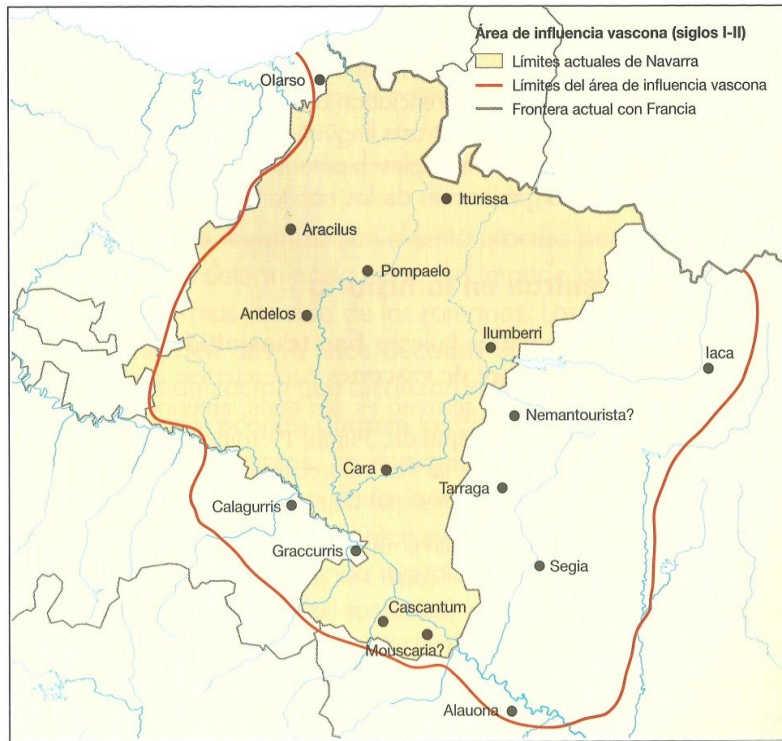 Área de influencia vascona (siglos I-II)
Límites actuales de Navarra
Límites del área de influencia vascona
Frontera actual con Francia
Olarso
Iturissa
Aracilus
Pompaelo
Andelos
Ilumberri
Iaca
Nemantourista?
Cara
Tarraga
Calagurris
Graccurris
Segia
Cascantum
Mouscaria?
Alauona